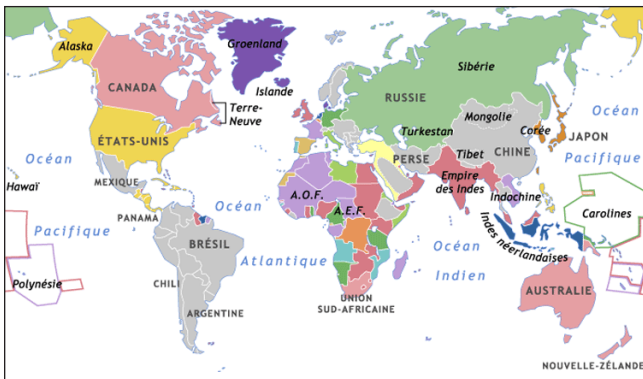 Alaska
Groenland
Sibérie
CANADA
Islande
RUSSIE
Terre-
Neuve
Mongolie
Océan
Turkestan
Corée
JAPON
ÉTATS-UNIS
CHINE
Océan
PERSE
Tibet
Pacifique
Hawaï
MEXIQUE
Empire
des Indes
A.O.F.
Indochine
Océan
A.E.F.
PANAMA
Carolines
Pacifique
BRÉSIL
Océan
Indes néerlandaises
Atlantique
Indien
Polynésie
CHILI
AUSTRALIE
UNION
SUD-AFRICAINE
ARGENTINE
NOUVELLE-ZÉLANDE